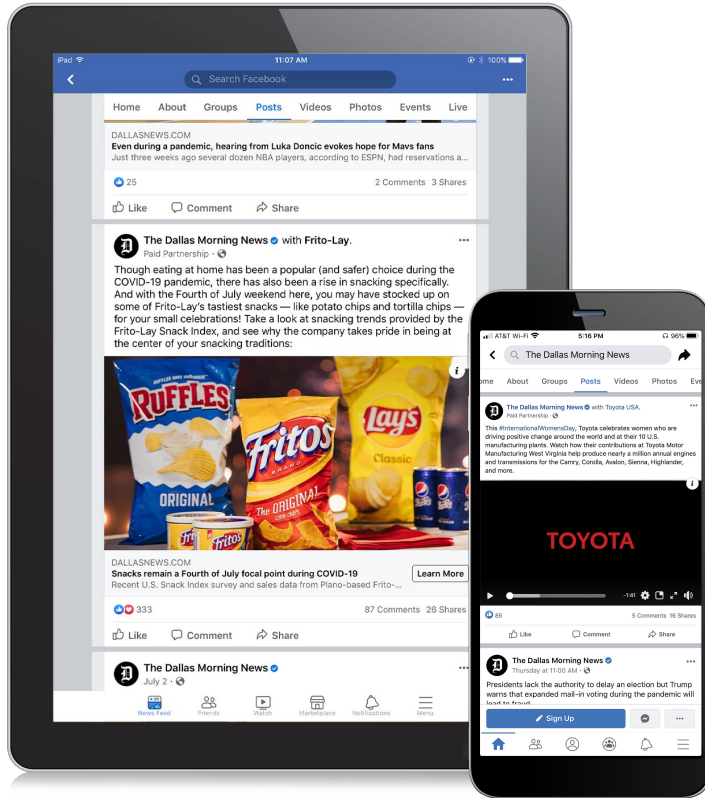 iPad
11:07 AM
100%
Search Facebook
Home About Groups Posts Videos Photos Events Live
DALLASNEWS.COM
Even during a pandemic, hearing from Luka Doncic evokes hope for Mavs fans
Just three weeks ago several dozen NBA players, according to ESPN, had reservations a...
25
2 Comments 3 Shares
Like Comment Share
The Dallas Morning News with Frito-Lay.
Paid Partnership ·
Though eating at home has been a popular (and safer) choice during the
COVID-19 pandemic, there has also been a rise in snacking specifically.
And with the Fourth of July weekend here, you may have stocked up on
some of Frito-Lay's tastiest snacks — like potato chips and tortilla chips —
for your small celebrations! Take a look at snacking trends provided by the
Frito-Lay Snack Index, and see why the company takes pride in being at
the center of your snacking traditions:
RUFFLES HAVE RIDGES
RUFFLES
ORIGINAL
Fritos
BRAND
The ORIGINAL
CORN CHIPS
Lay's
Classic
pepsi
pepsi
Fritos
Fritos
DALLASNEWS.COM
Snacks remain a Fourth of July focal point during COVID-19
Recent U.S. Snack Index survey and sales data from Plano-based Frito-...
Learn More
333
87 Comments 26 Shares
Like Comment Share
The Dallas Morning News
July 2 ·
News Feed Friends Watch Marketplace Notifications Menu
AT&T Wi-Fi
5:16 PM
96%
The Dallas Morning News
ome About Groups Posts Videos Photos Eve
The Dallas Morning News with Toyota USA.
Paid Partnership ·
This #InternationalWomensDay, Toyota celebrates women who are
driving positive change around the world and at their 10 U.S.
manufacturing plants. Watch how their contributions at Toyota Motor
Manufacturing West Virginia help produce nearly a million annual engines
and transmissions for the Camry, Corolla, Avalon, Sienna, Highlander,
and more.
TOYOTA
-1:41
85
5 Comments 16 Shares
Like Comment Share
The Dallas Morning News
Thursday at 11:00 AM ·
Presidents lack the authority to delay an election but Trump
warns that expanded mail-in voting during the pandemic will
lead to fraud
Sign Up